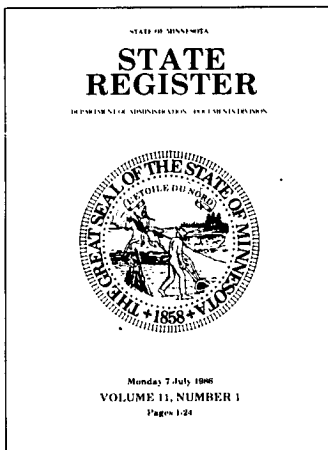 STATE OF MINNESOTA
STATE
REGISTER
DEPARTMENT OF ADMINISTRATION—DOCUMENTS DIVISION
THE GREAT SEAL OF THE STATE OF MINNESOTA
L'ETOILE DU NORD
1858
Monday 7 July 1986
VOLUME 11, NUMBER 1
Pages 1-24